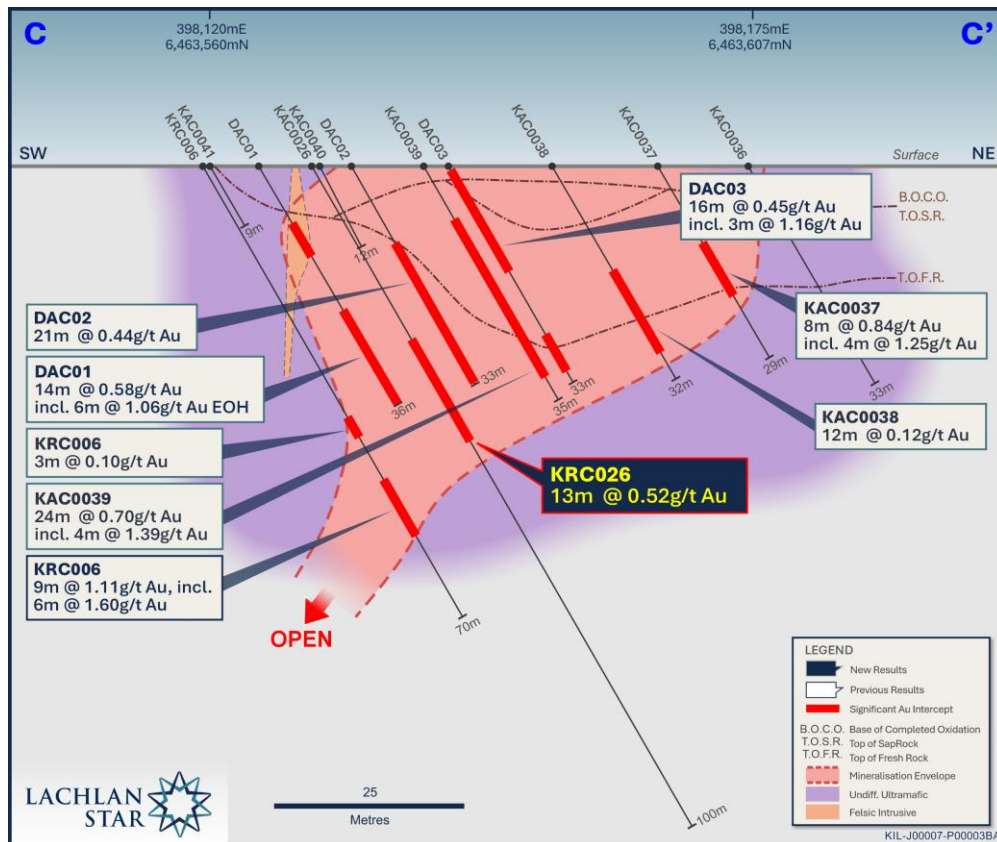 C
398,120mE
6,463,560mN
398,175mE
6,463,607mN
C'
KRC006
KAC0041
DAC01
KAC0026
KAC0040
DAC02
KAC0039
DAC03
KAC0038
KAC0037
KAC0036
SW
Surface
NE
B.O.C.O.
T.O.S.R.
T.O.F.R.
9m
12m
36m
33m
35m
33m
32m
29m
33m
70m
100m
DAC03
16m @ 0.45g/t Au
incl. 3m @ 1.16g/t Au
KAC0037
8m @ 0.84g/t Au
incl. 4m @ 1.25g/t Au
KAC0038
12m @ 0.12g/t Au
DAC02
21m @ 0.44g/t Au
DAC01
14m @ 0.58g/t Au
incl. 6m @ 1.06g/t Au EOH
KRC006
3m @ 0.10g/t Au
KAC0039
24m @ 0.70g/t Au
incl. 4m @ 1.39g/t Au
KRC006
9m @ 1.11g/t Au, incl.
6m @ 1.60g/t Au
KRC026
13m @ 0.52g/t Au
OPEN
LEGEND
New Results
Previous Results
Significant Au Intercept
B.O.C.O. Base of Completed Oxidation
T.O.S.R. Top of SapRock
T.O.F.R. Top of Fresh Rock
Mineralisation Envelope
Undiff. Ultramafic
Felsic Intrusive
LACHLAN
STAR
25
Metres
KIL-J00007-P00003BA